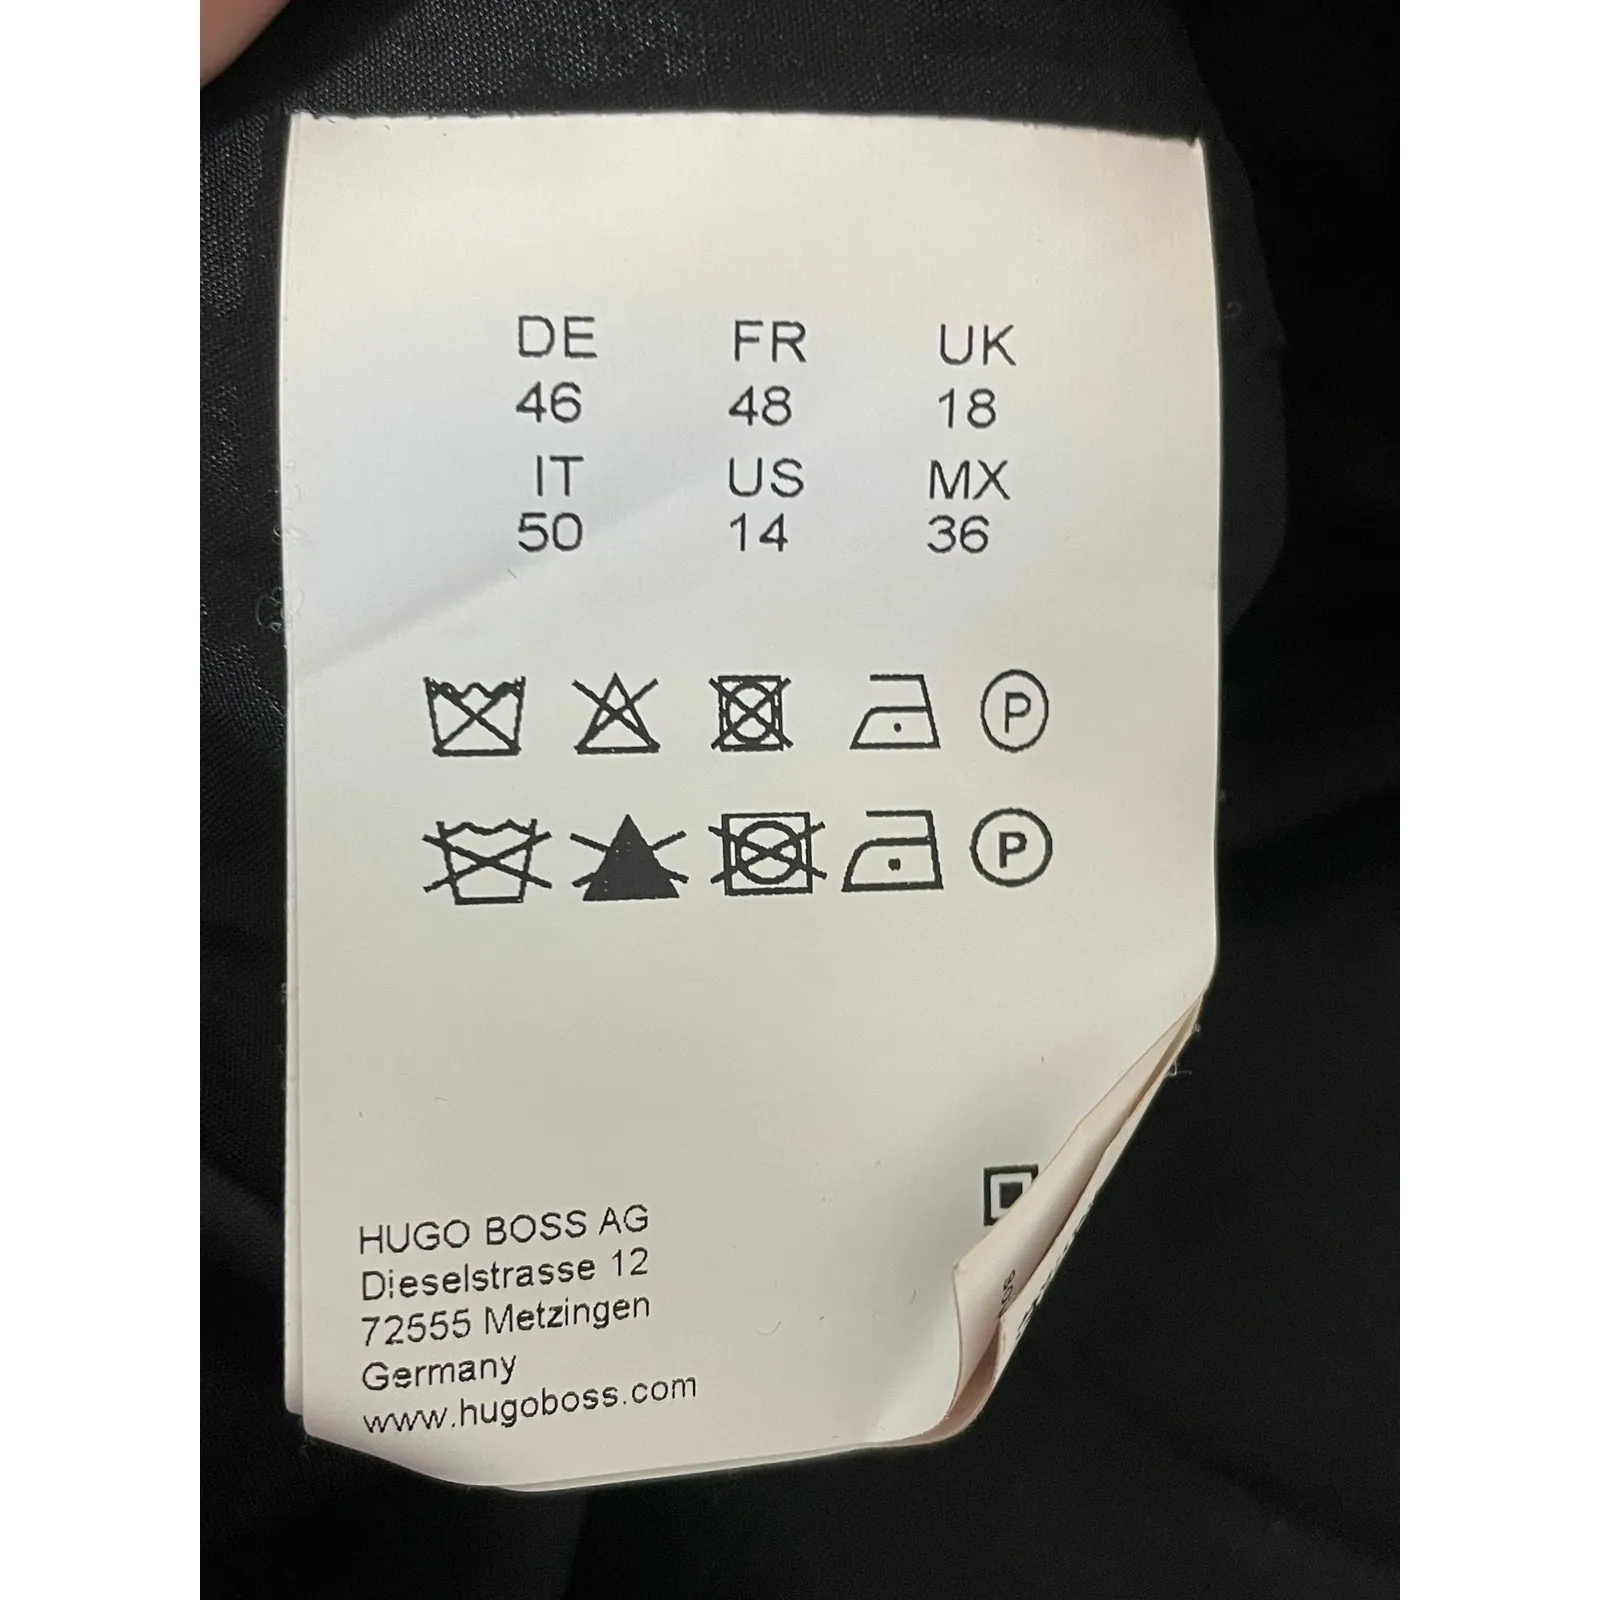 DE FR UK
46 48 18
IT US MX
50 14 36
P
P
HUGO BOSS AG
Dieselstrasse 12
72555 Metzingen
Germany
www.hugoboss.com